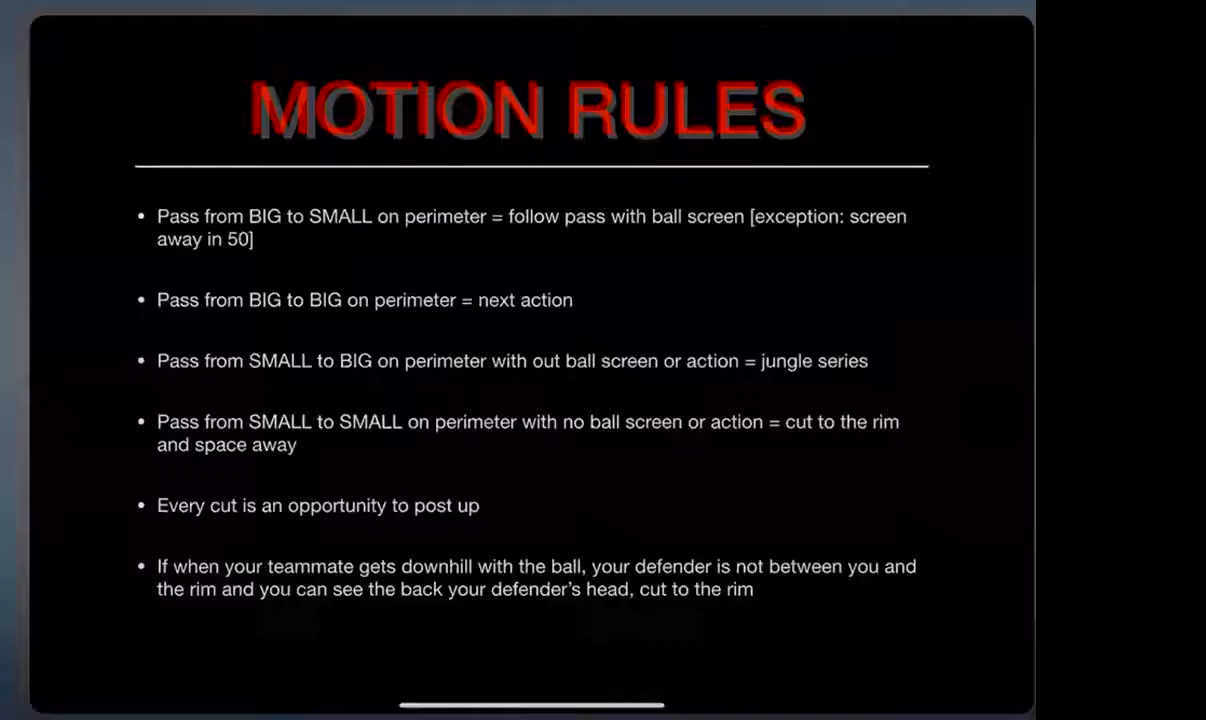 MOTION RULES
• Pass from BIG to SMALL on perimeter = follow pass with ball screen [exception: screen
away in 50]
• Pass from BIG to BIG on perimeter = next action
• Pass from SMALL to BIG on perimeter with out ball screen or action = jungle series
• Pass from SMALL to SMALL on perimeter with no ball screen or action = cut to the rim
and space away
• Every cut is an opportunity to post up
• If when your teammate gets downhill with the ball, your defender is not between you and
the rim and you can see the back your defender’s head, cut to the rim